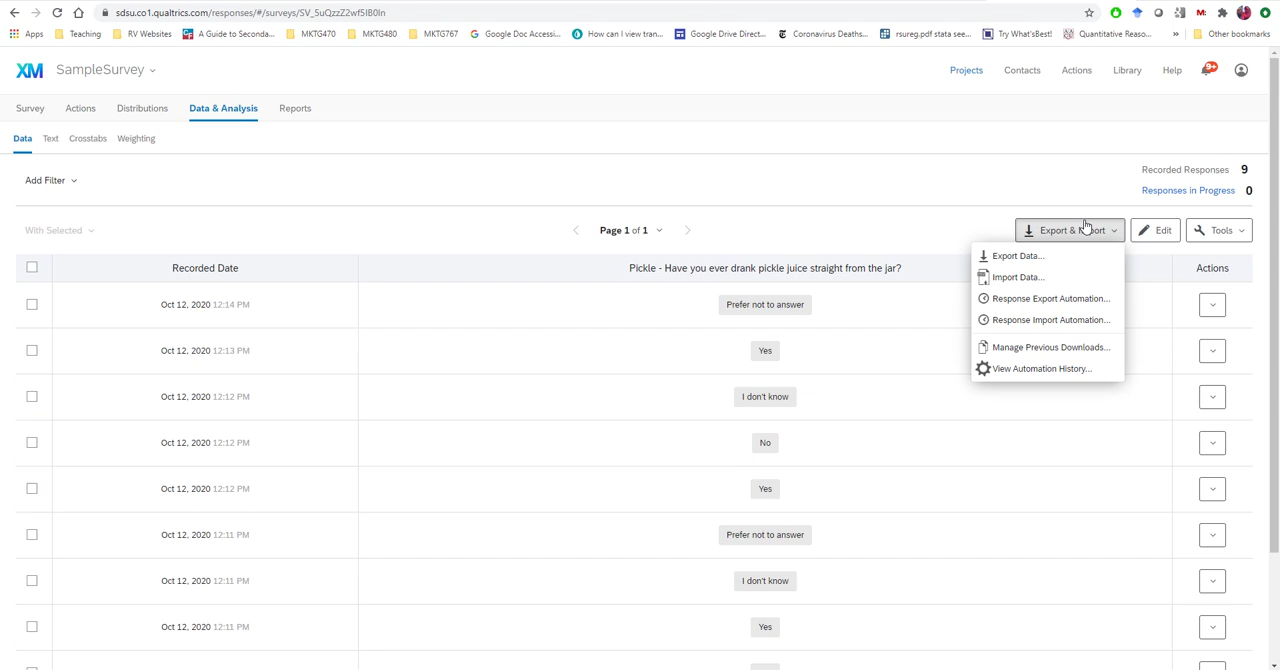 sdsu.co1.qualtrics.com/responses/#/surveys/SV_5uQzzZ2wf5IB0In
Apps Teaching RV Websites A Guide to Seconda... MKTG470 MKTG480 MKTG767 Google Doc Accessi... How can I view tran... Google Drive Direct... Coronavirus Deaths... rsureg.pdf stata see... Try What'sBest! Quantitative Reaso... » Other bookmarks
XM SampleSurvey Projects Contacts Actions Library Help 9+
Survey Actions Distributions Data & Analysis Reports
Data Text Crosstabs Weighting
Recorded Responses 9
Add Filter
Responses in Progress 0
With Selected Page 1 of 1 Export & Import Edit Tools
Export Data...
Recorded Date Pickle - Have you ever drank pickle juice straight from the jar? Actions
Import Data...
Response Export Automation...
Oct 12, 2020 12:14 PM Prefer not to answer
Response Import Automation...
Manage Previous Downloads...
Oct 12, 2020 12:13 PM Yes
View Automation History...
Oct 12, 2020 12:12 PM I don't know
Oct 12, 2020 12:12 PM No
Oct 12, 2020 12:12 PM Yes
Oct 12, 2020 12:11 PM Prefer not to answer
Oct 12, 2020 12:11 PM I don't know
Oct 12, 2020 12:11 PM Yes